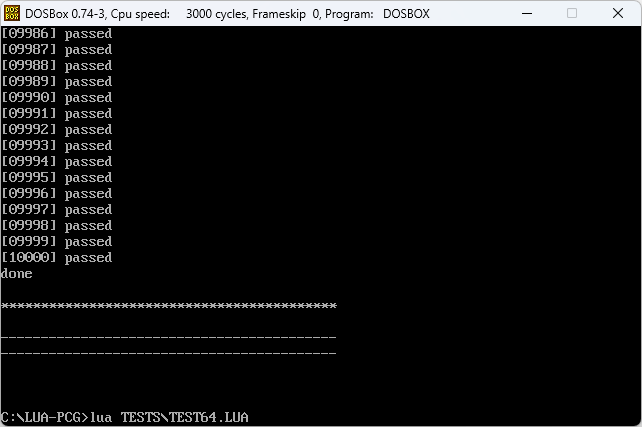 DOSBox 0.74-3, Cpu speed: 3000 cycles, Frameskip 0, Program: DOSBOX
[09986] passed
[09987] passed
[09988] passed
[09989] passed
[09990] passed
[09991] passed
[09992] passed
[09993] passed
[09994] passed
[09995] passed
[09996] passed
[09997] passed
[09998] passed
[09999] passed
[10000] passed
done
******************************************
------------------------------------------
------------------------------------------
C:\LUA-PCG>lua TESTS\TEST64.LUA